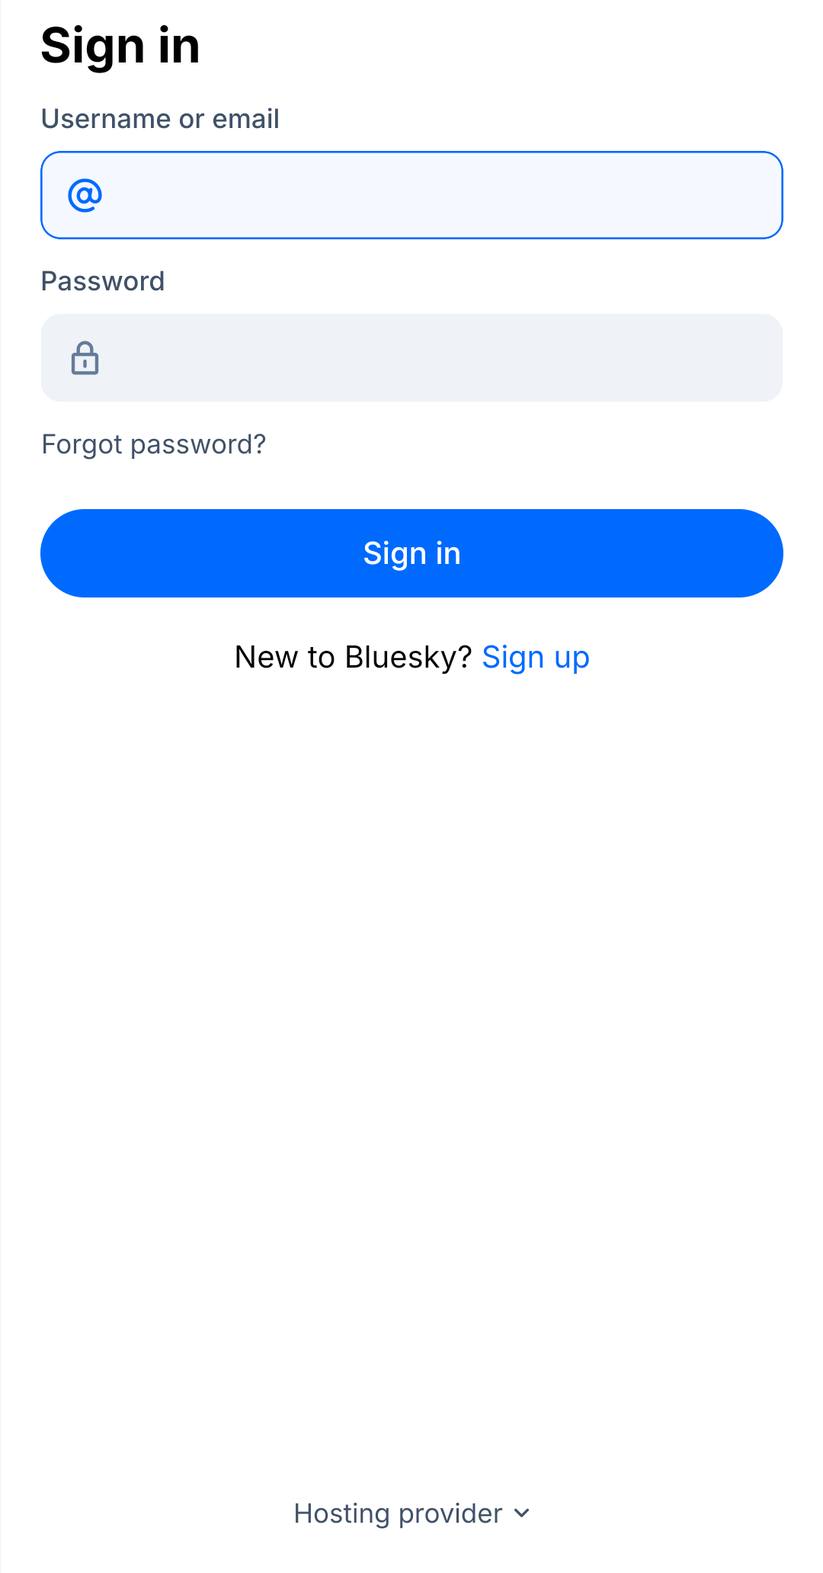 Sign in
Username or email
@
Password
Forgot password?
Sign in
New to Bluesky? Sign up
Hosting provider